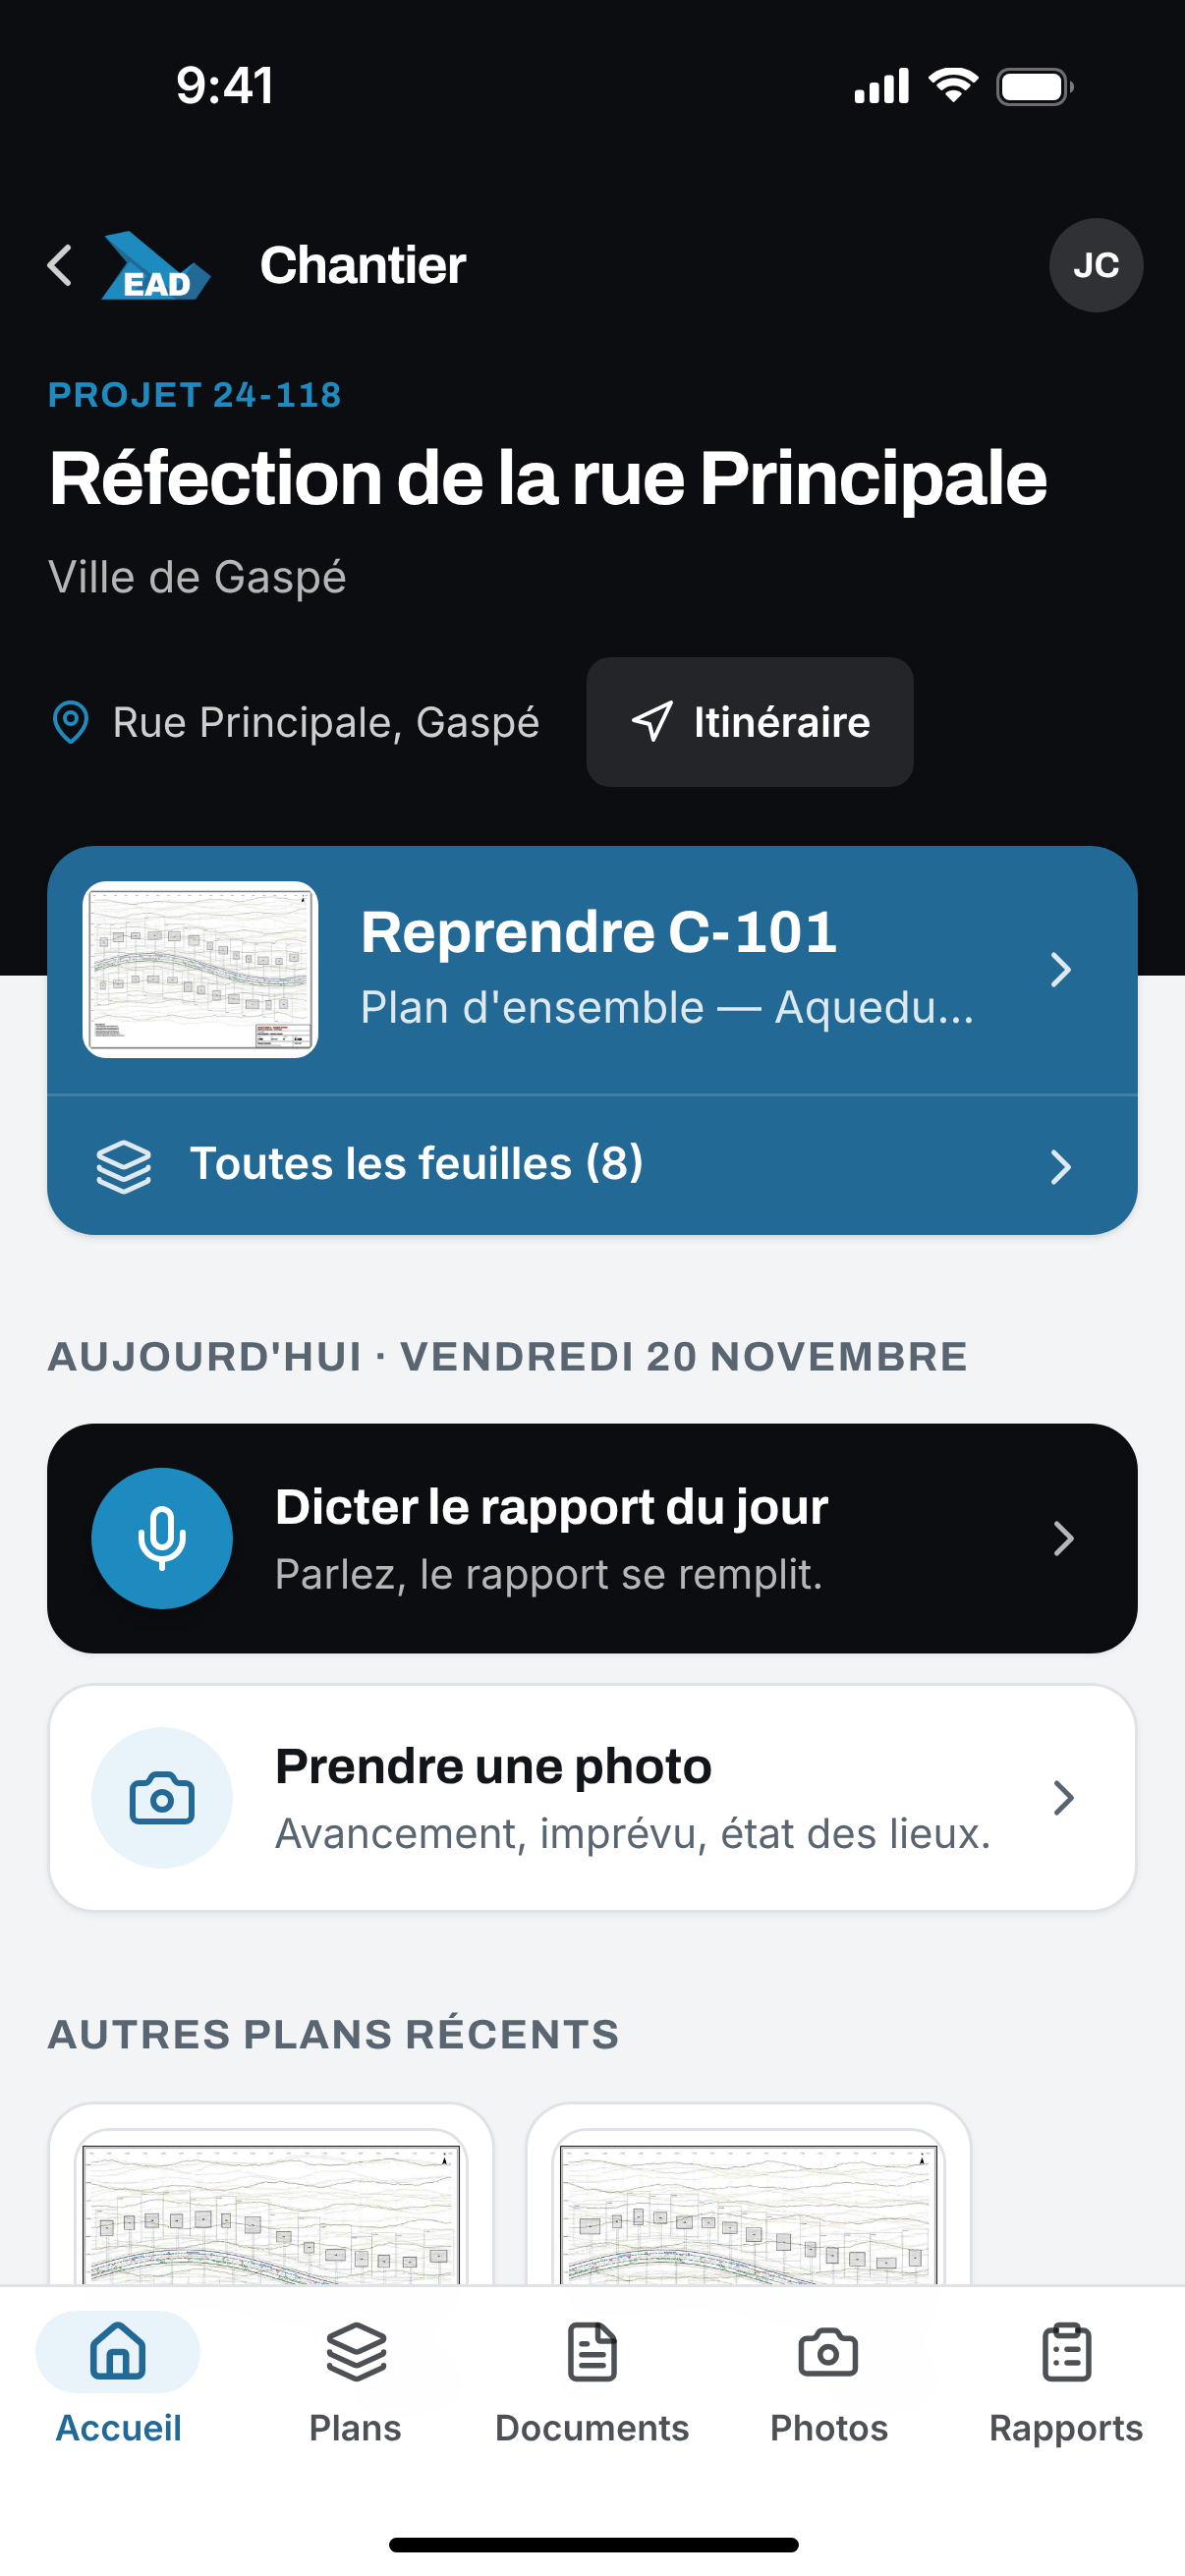 9:41
EAD
Chantier
JC
PROJET 24-118
Réfection de la rue Principale
Ville de Gaspé
Rue Principale, Gaspé
Itinéraire
Reprendre C-101
Plan d'ensemble — Aquedu...
Toutes les feuilles (8)
AUJOURD'HUI · VENDREDI 20 NOVEMBRE
Dicter le rapport du jour
Parlez, le rapport se remplit.
Prendre une photo
Avancement, imprévu, état des lieux.
AUTRES PLANS RÉCENTS
Accueil
Plans
Documents
Photos
Rapports